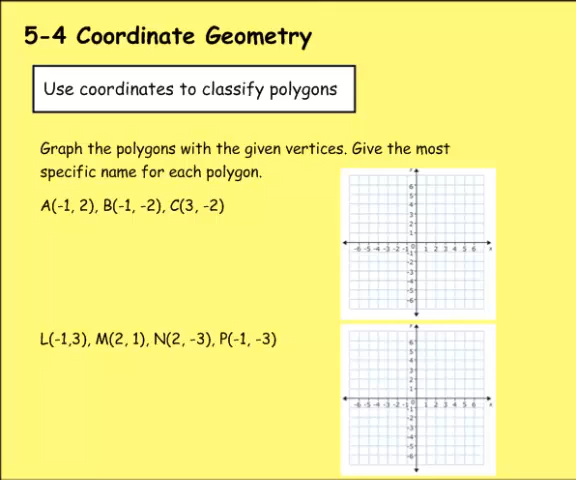 5-4 Coordinate Geometry
Use coordinates to classify polygons
Graph the polygons with the given vertices. Give the most
specific name for each polygon.
A(-1, 2), B(-1, -2), C(3, -2)
L(-1,3), M(2, 1), N(2, -3), P(-1, -3)